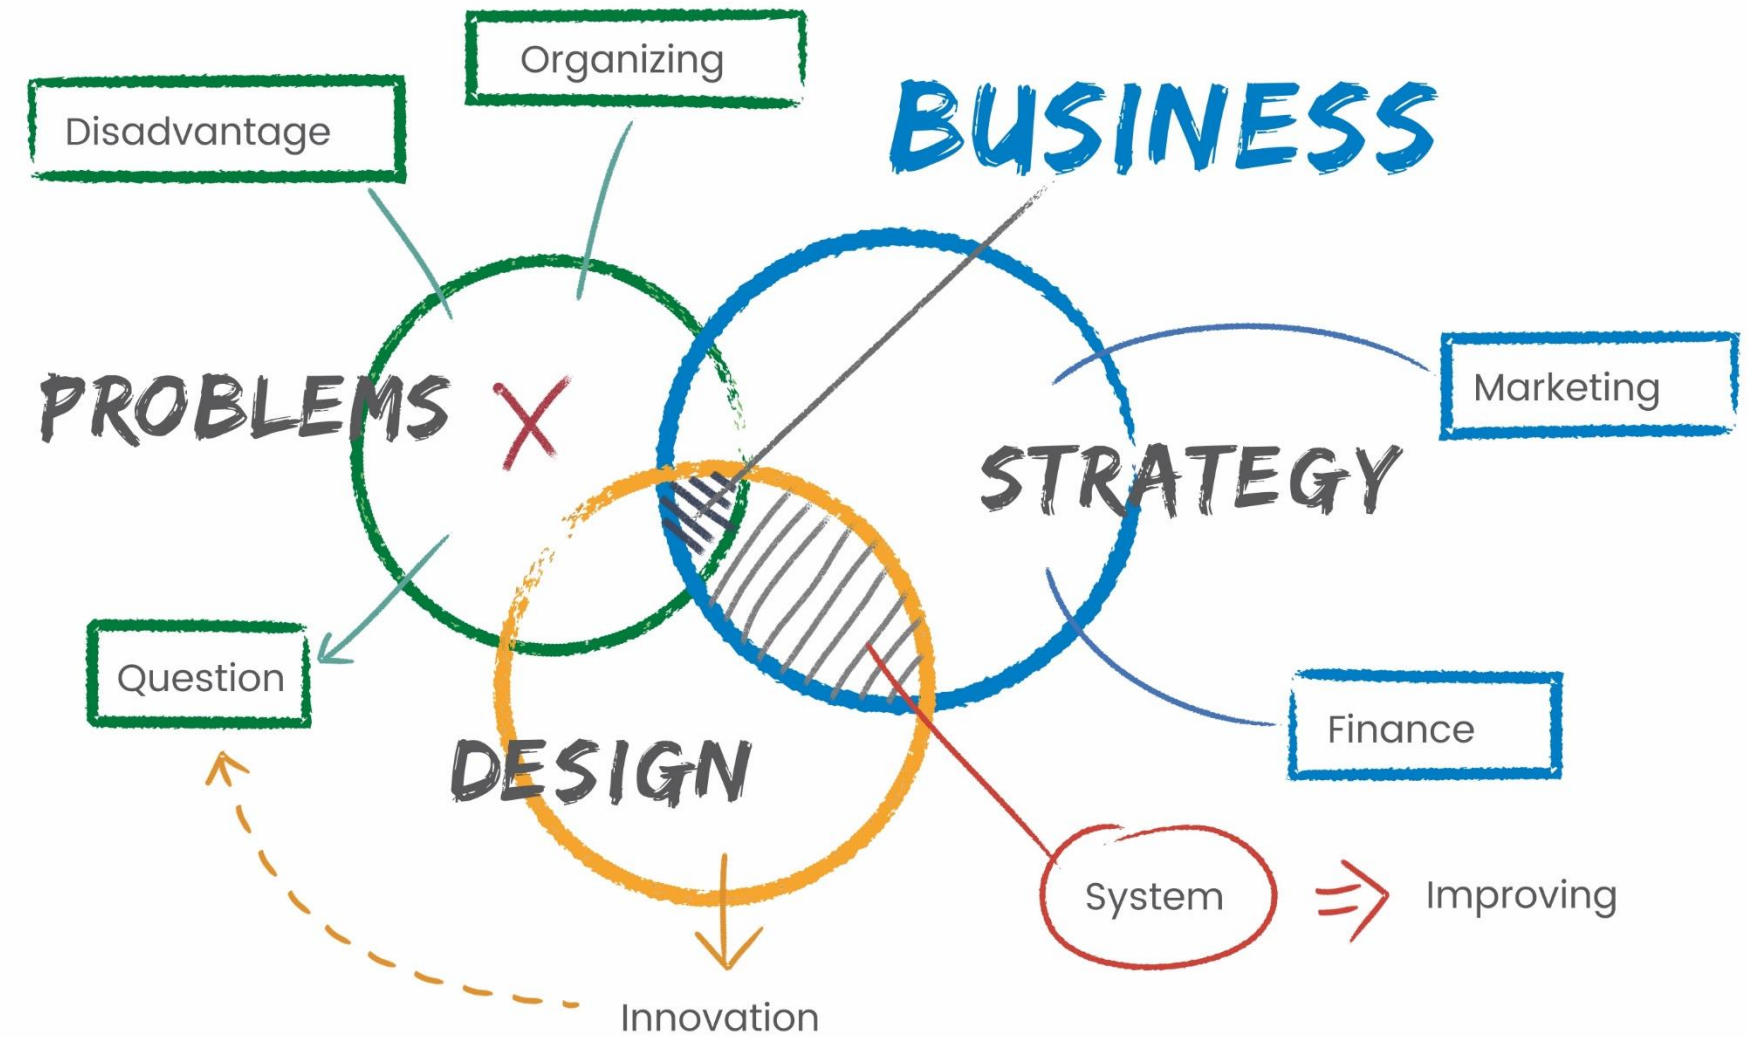 Organizing
Disadvantage
BUSINESS
PROBLEMS
X
Marketing
STRATEGY
Question
Finance
DESIGN
System
Improving
Innovation